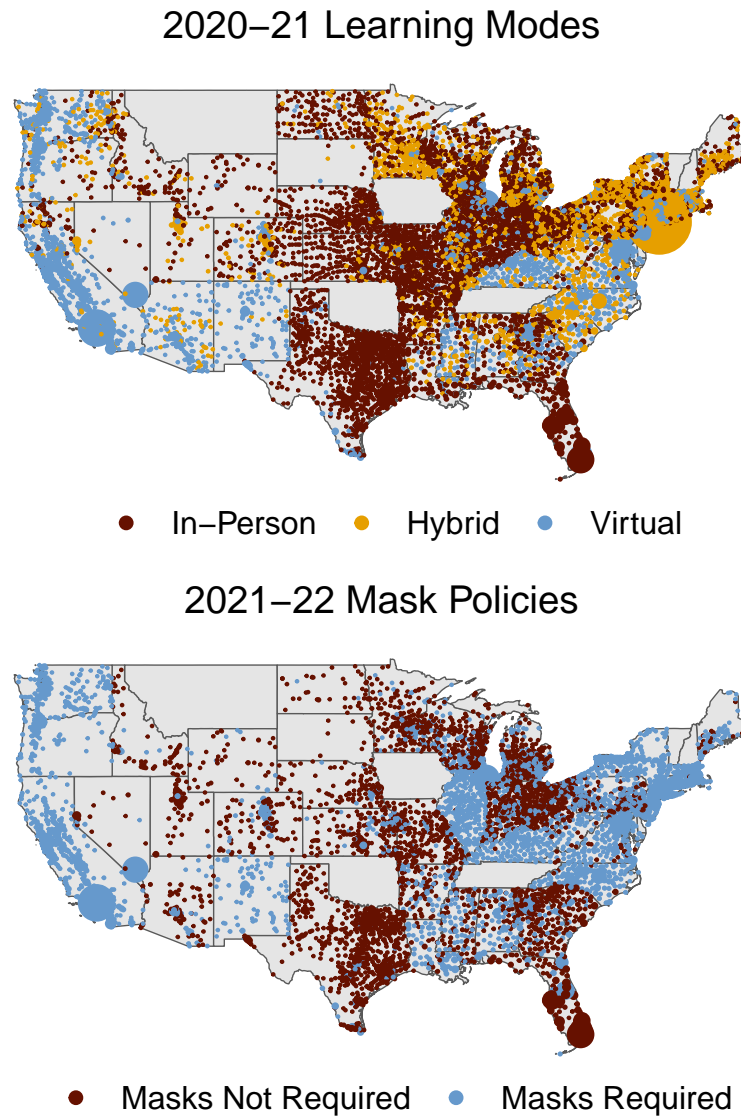 2020−21 Learning Modes
In−Person Hybrid Virtual
2021−22 Mask Policies
Masks Not Required Masks Required